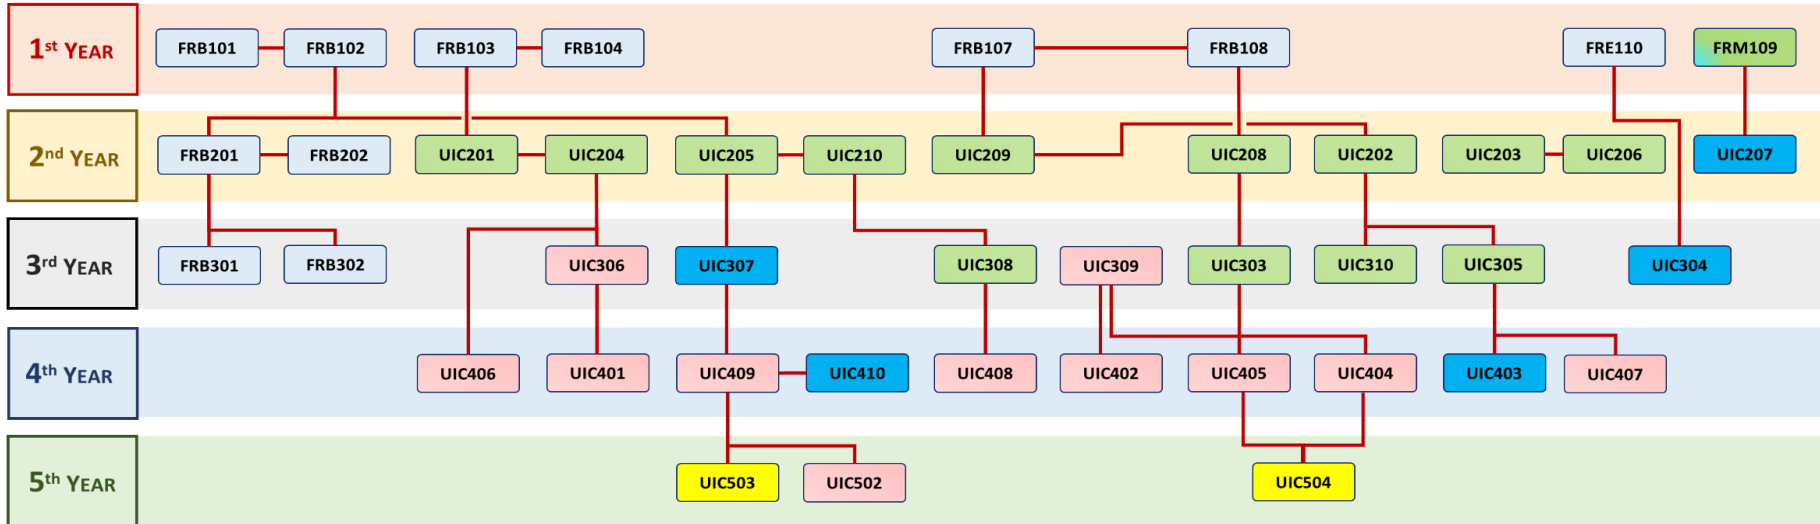 1st YEAR
FRB101 FRB102 FRB103 FRB104 FRB107 FRB108 FRE110 FRM109
2nd YEAR
FRB201 FRB202 UIC201 UIC204 UIC205 UIC210 UIC209 UIC208 UIC202 UIC203 UIC206 UIC207
3rd YEAR
FRB301 FRB302 UIC306 UIC307 UIC308 UIC309 UIC303 UIC310 UIC305 UIC304
4th YEAR
UIC406 UIC401 UIC409 UIC410 UIC408 UIC402 UIC405 UIC404 UIC403 UIC407
5th YEAR
UIC503 UIC502 UIC504